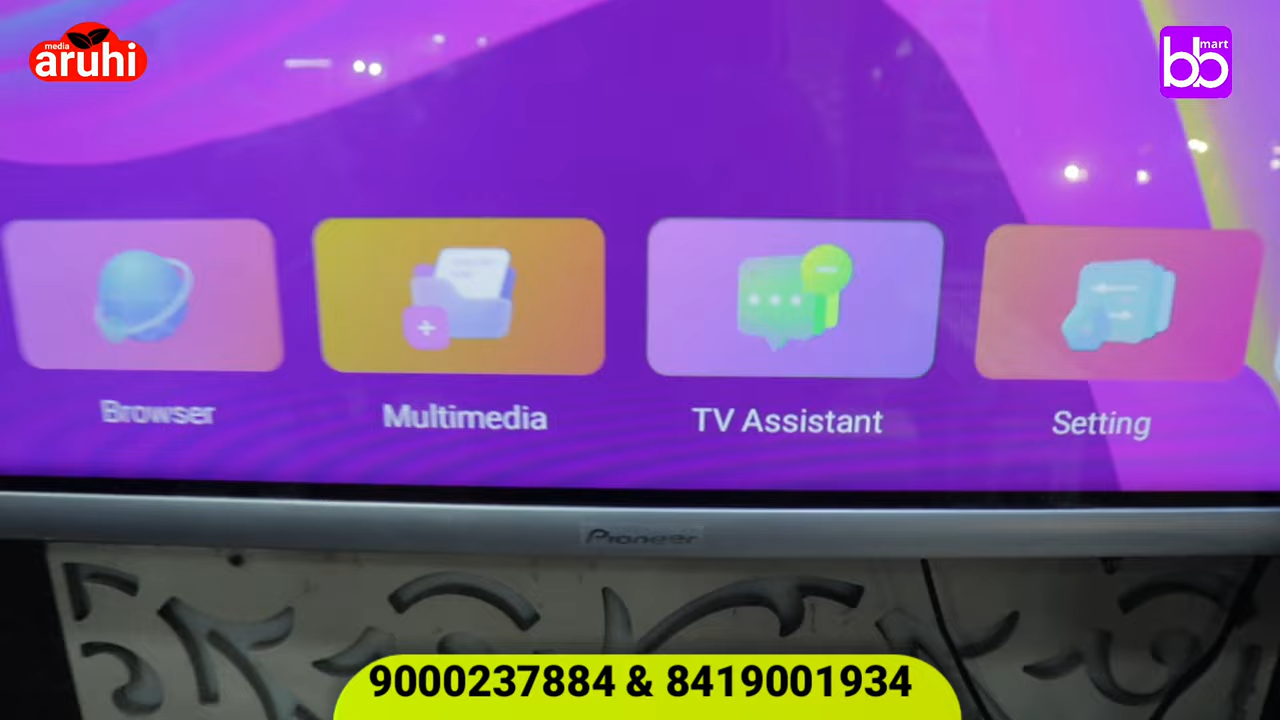 media
aruhi
bb
mart
Browser
Multimedia
TV Assistant
Setting
Pioneer
9000237884 & 8419001934